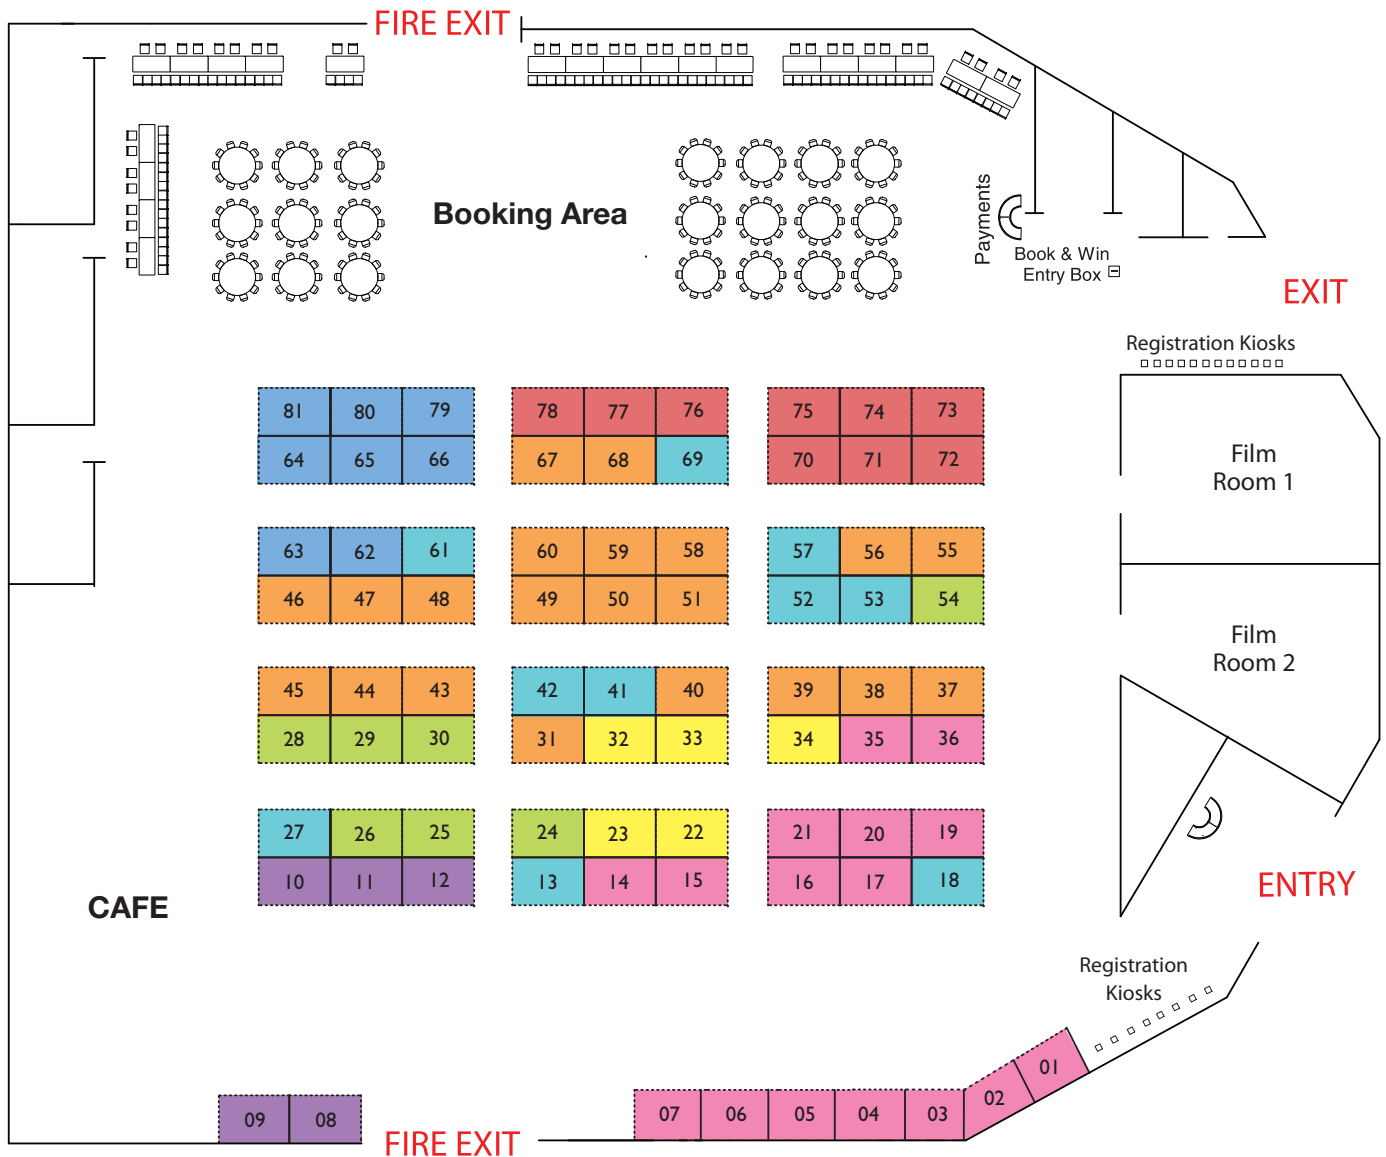 FIRE EXIT
Booking Area
Payments
Book & Win
Entry Box
EXIT
Registration Kiosks
81 80 79
64 65 66
78 77 76
67 68 69
75 74 73
70 71 72
Film
Room 1
63 62 61
46 47 48
60 59 58
49 50 51
57 56 55
52 53 54
Film
Room 2
45 44 43
28 29 30
42 41 40
31 32 33
39 38 37
34 35 36
27 26 25
10 11 12
24 23 22
13 14 15
21 20 19
16 17 18
CAFE
ENTRY
Registration
Kiosks
09 08
FIRE EXIT
07 06 05 04 03 02 01